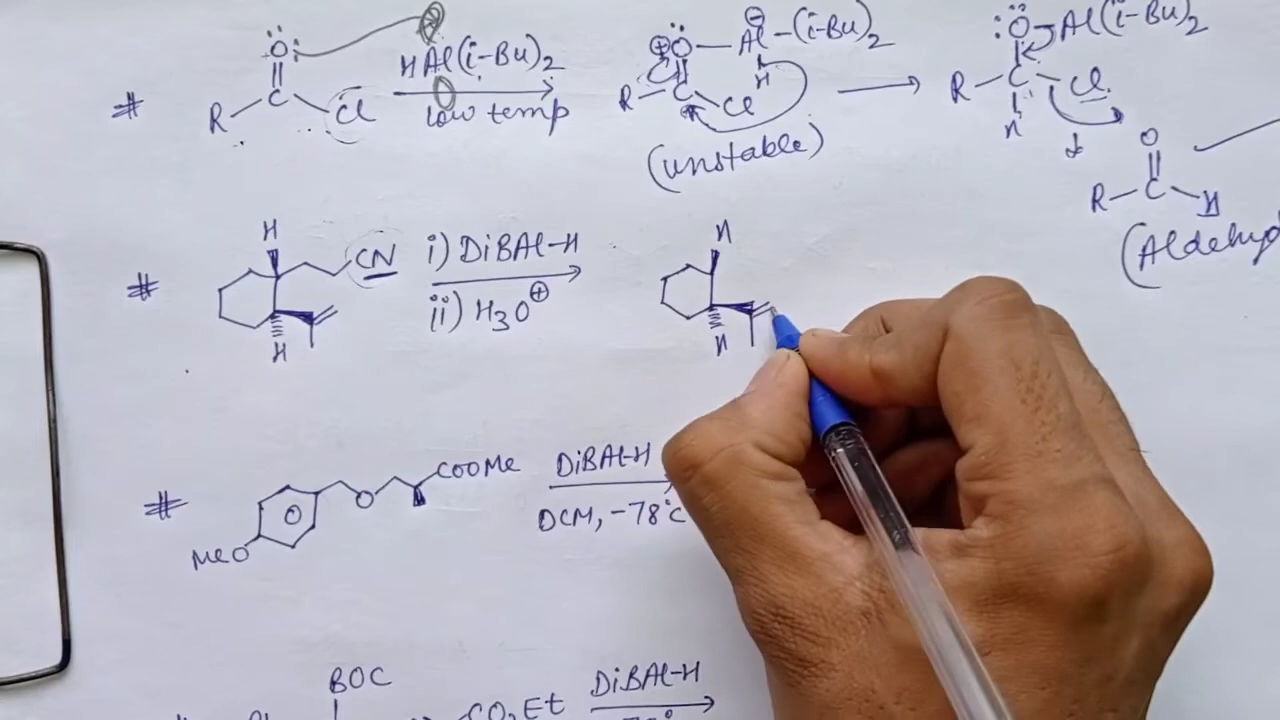 # R-C(=O:)-Cl HAl(i-Bu)2 low temp ⊕O-Al⊖-(i-Bu)2 R C Cl H (unstable) :O-Al(i-Bu)2 R-C-Cl H
R-C(=O)-H
(Aldehyd
# H H CN i) DiBAl-H ii) H3O⊕ H H
# MeO O O COOMe DiBAl-H DCM, -78°C
BOC CO2Et DiBAl-H